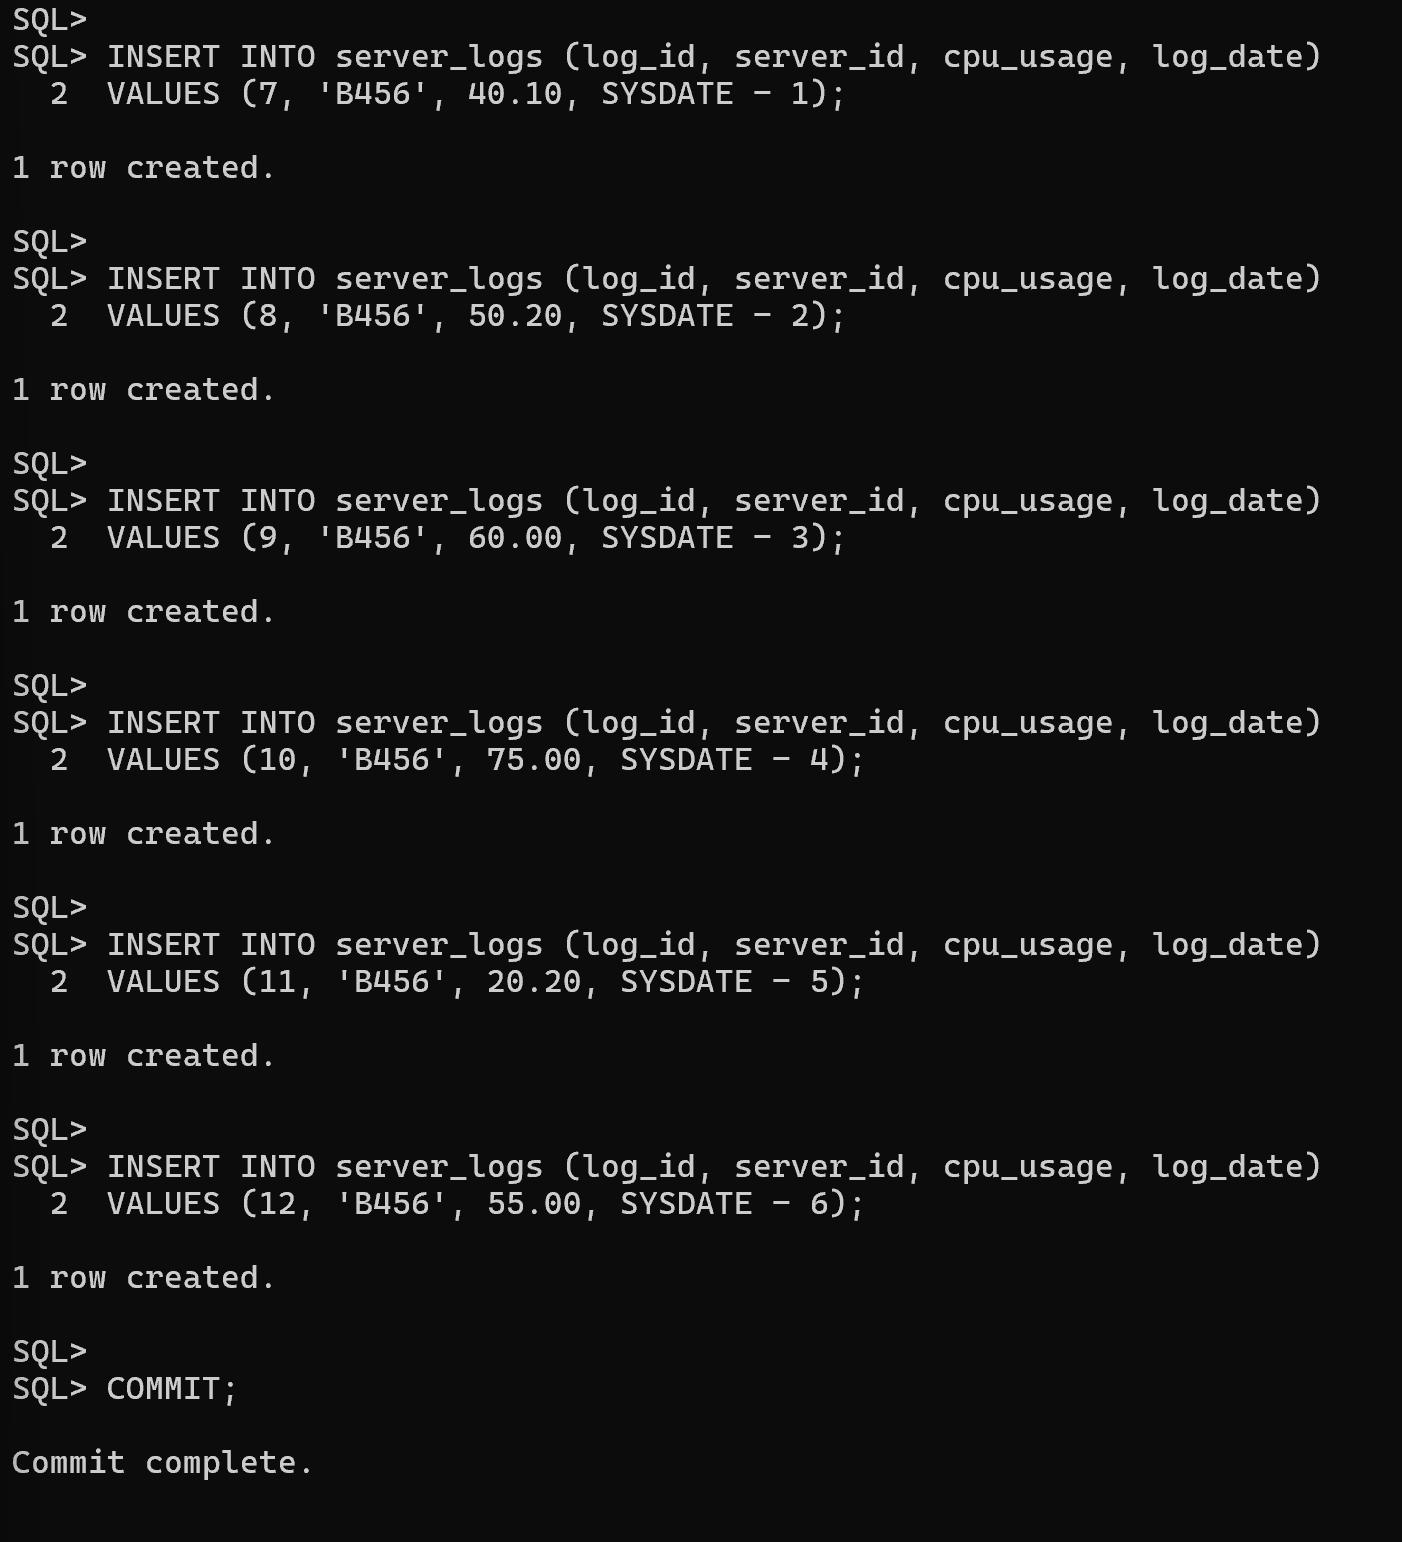 SQL>
SQL> INSERT INTO server_logs (log_id, server_id, cpu_usage, log_date)
  2  VALUES (7, 'B456', 40.10, SYSDATE - 1);

1 row created.

SQL>
SQL> INSERT INTO server_logs (log_id, server_id, cpu_usage, log_date)
  2  VALUES (8, 'B456', 50.20, SYSDATE - 2);

1 row created.

SQL>
SQL> INSERT INTO server_logs (log_id, server_id, cpu_usage, log_date)
  2  VALUES (9, 'B456', 60.00, SYSDATE - 3);

1 row created.

SQL>
SQL> INSERT INTO server_logs (log_id, server_id, cpu_usage, log_date)
  2  VALUES (10, 'B456', 75.00, SYSDATE - 4);

1 row created.

SQL>
SQL> INSERT INTO server_logs (log_id, server_id, cpu_usage, log_date)
  2  VALUES (11, 'B456', 20.20, SYSDATE - 5);

1 row created.

SQL>
SQL> INSERT INTO server_logs (log_id, server_id, cpu_usage, log_date)
  2  VALUES (12, 'B456', 55.00, SYSDATE - 6);

1 row created.

SQL>
SQL> COMMIT;

Commit complete.